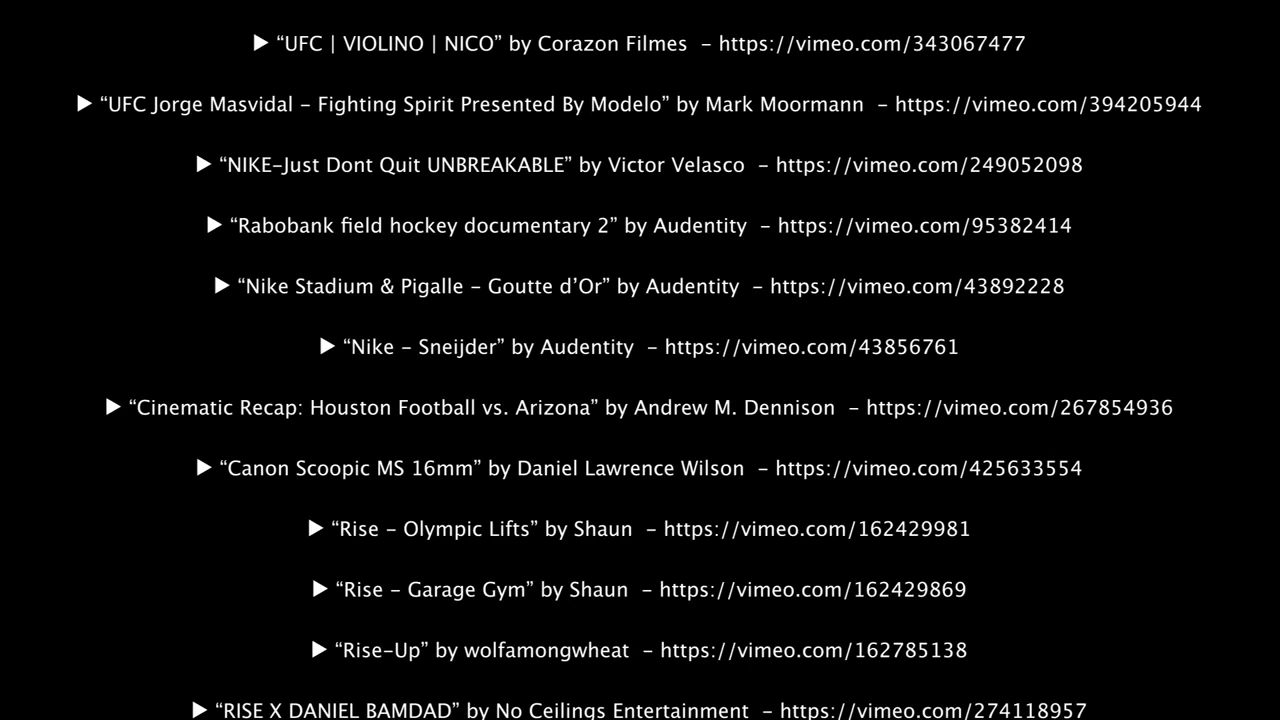 ▶ “UFC | VIOLINO | NICO” by Corazon Filmes – https://vimeo.com/343067477
▶ “UFC Jorge Masvidal – Fighting Spirit Presented By Modelo” by Mark Moormann – https://vimeo.com/394205944
▶ “NIKE–Just Dont Quit UNBREAKABLE” by Victor Velasco – https://vimeo.com/249052098
▶ “Rabobank field hockey documentary 2” by Audentity – https://vimeo.com/95382414
▶ “Nike Stadium & Pigalle – Goutte d’Or” by Audentity – https://vimeo.com/43892228
▶ “Nike – Sneijder” by Audentity – https://vimeo.com/43856761
▶ “Cinematic Recap: Houston Football vs. Arizona” by Andrew M. Dennison – https://vimeo.com/267854936
▶ “Canon Scoopic MS 16mm” by Daniel Lawrence Wilson – https://vimeo.com/425633554
▶ “Rise – Olympic Lifts” by Shaun – https://vimeo.com/162429981
▶ “Rise – Garage Gym” by Shaun – https://vimeo.com/162429869
▶ “Rise–Up” by wolfamongwheat – https://vimeo.com/162785138
▶ “RISE X DANIEL BAMDAD” by No Ceilings Entertainment – https://vimeo.com/274118957